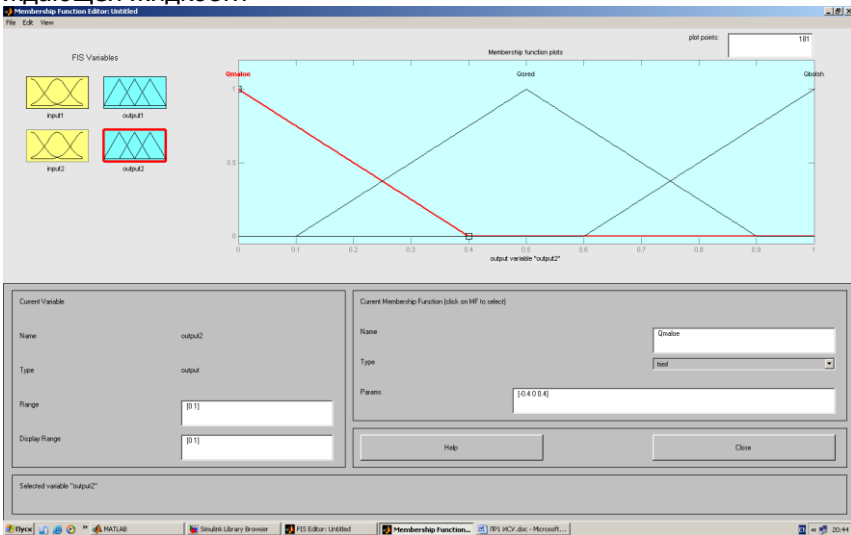 Membership Function Editor: Untitled
File Edit View
FIS Variables
plot points: 181
Membership function plots
Qmaloe Qsred Gbolsh
input1 output1
input2 output2
1
0.5
0
0 0.1 0.2 0.3 0.4 0.5 0.6 0.7 0.8 0.9 1
output variable "output2"
Current Variable
Name output2
Type output
Range [0 1]
Display Range [0 1]
Current Membership Function (click on MF to select)
Name Qmaloe
Type trimf
Params [-0.4 0 0.4]
Help Close
Selected variable "output2"
Пуск MATLAB Simulink Library Browser FIS Editor: Untitled Membership Function... ЛР1 ИСУ.doc - Microsoft... 20:44